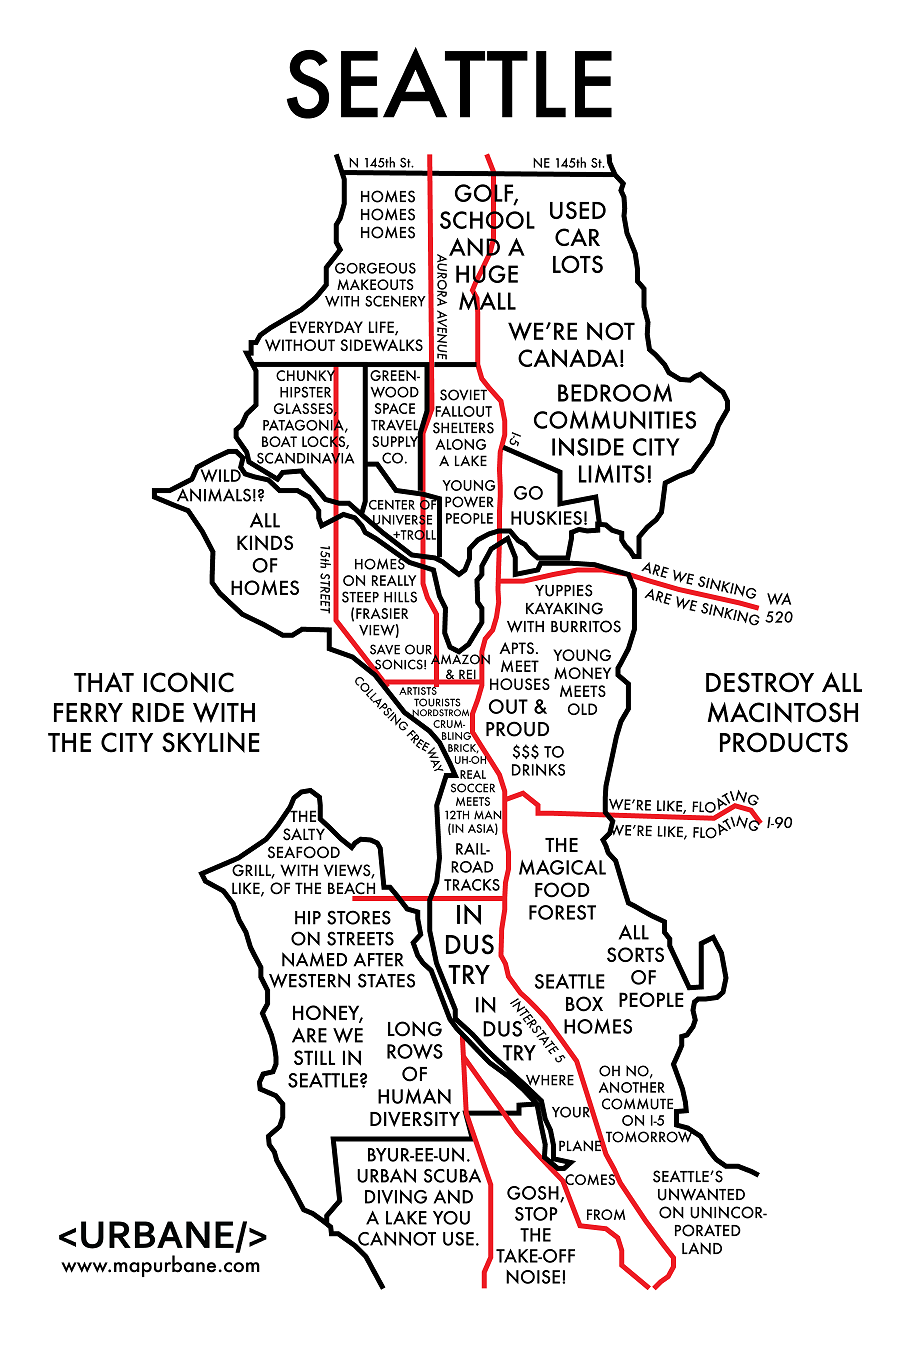 SEATTLE
N 145th St.
NE 145th St.
HOMES
HOMES
HOMES
GOLF,
SCHOOL
AND A
HUGE
MALL
USED
CAR
LOTS
GORGEOUS
MAKEOUTS
WITH SCENERY
AURORA AVENUE
EVERYDAY LIFE,
WITHOUT SIDEWALKS
WE'RE NOT
CANADA!
CHUNKY
HIPSTER
GLASSES,
PATAGONIA,
BOAT LOCKS,
SCANDINAVIA
GREEN-
WOOD
SPACE
TRAVEL
SUPPLY
CO.
SOVIET
FALLOUT
SHELTERS
ALONG
A LAKE
I-5
BEDROOM
COMMUNITIES
INSIDE CITY
LIMITS!
WILD
ANIMALS!?
YOUNG
POWER
PEOPLE
GO
HUSKIES!
CENTER OF
UNIVERSE
+TROLL
ALL
KINDS
OF
HOMES
15th STREET
HOMES
ON REALLY
STEEP HILLS
(FRASIER
VIEW)
ARE WE SINKING
ARE WE SINKING
WA
520
YUPPIES
KAYAKING
WITH BURRITOS
SAVE OUR
SONICS!
AMAZON
& REI
APTS.
MEET
HOUSES
YOUNG
MONEY
MEETS
OLD
THAT ICONIC
FERRY RIDE WITH
THE CITY SKYLINE
COLLAPSING FREEWAY
ARTISTS
TOURISTS
NORDSTROM
CRUM-
BLING
BRICK,
UH-OH
OUT &
PROUD
$$$ TO
DRINKS
DESTROY ALL
MACINTOSH
PRODUCTS
REAL
SOCCER
MEETS
12TH MAN
(IN ASIA)
WE'RE LIKE, FLOATING
WE'RE LIKE, FLOATING
I-90
THE
SALTY
SEAFOOD
GRILL, WITH VIEWS,
LIKE, OF THE BEACH
RAIL-
ROAD
TRACKS
THE
MAGICAL
FOOD
FOREST
HIP STORES
ON STREETS
NAMED AFTER
WESTERN STATES
IN
DUS
TRY
ALL
SORTS
OF
PEOPLE
SEATTLE
BOX
HOMES
HONEY,
ARE WE
STILL IN
SEATTLE?
LONG
ROWS
OF
HUMAN
DIVERSITY
IN
DUS
TRY
INTERSTATE 5
WHERE
YOUR
PLANE
COMES
FROM
OH NO,
ANOTHER
COMMUTE
ON I-5
TOMORROW
BYUR-EE-UN.
URBAN SCUBA
DIVING AND
A LAKE YOU
CANNOT USE.
GOSH,
STOP
THE
TAKE-OFF
NOISE!
SEATTLE'S
UNWANTED
ON UNINCOR-
PORATED
LAND
<URBANE/>
www.mapurbane.com